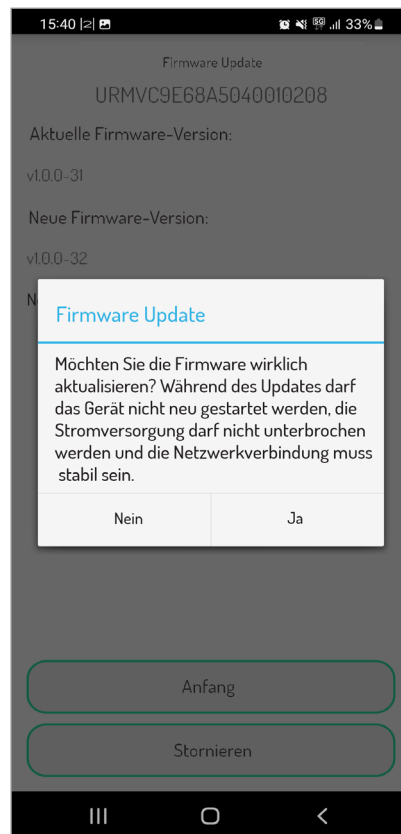 15:40 |2| 5G 33%
Firmware Update
URMVC9E68A5040010208
Aktuelle Firmware-Version:
v1.0.0-31
Neue Firmware-Version:
v1.0.0-32
N
Firmware Update
Möchten Sie die Firmware wirklich
aktualisieren? Während des Updates darf
das Gerät nicht neu gestartet werden, die
Stromversorgung darf nicht unterbrochen
werden und die Netzwerkverbindung muss
stabil sein.
Nein Ja
Anfang
Stornieren